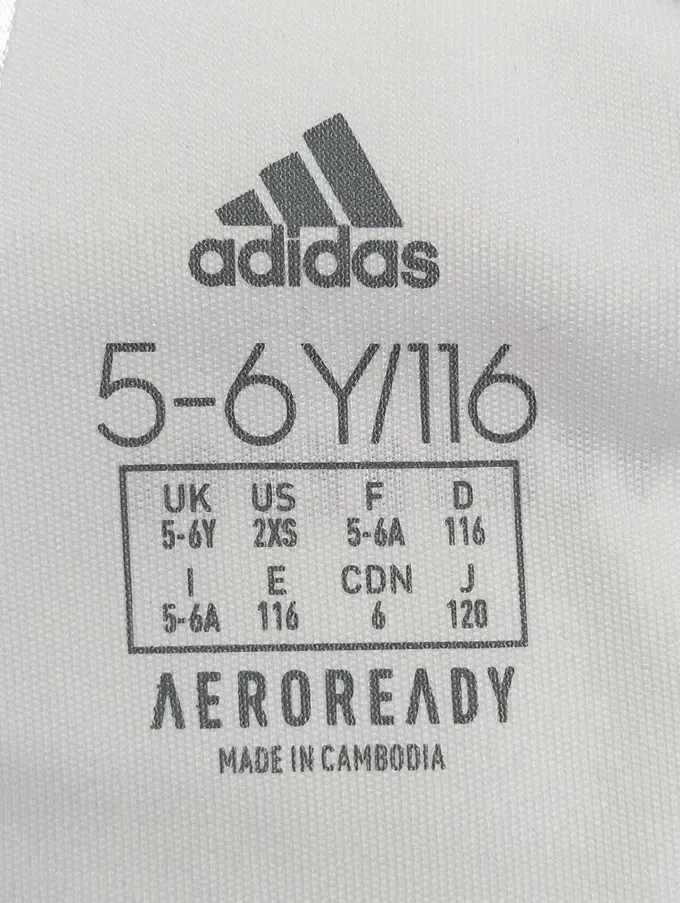 adidas
5-6Y/116
UK US F D
5-6Y 2XS 5-6A 116
I E CDN J
5-6A 116 6 120
AEROREADY
MADE IN CAMBODIA